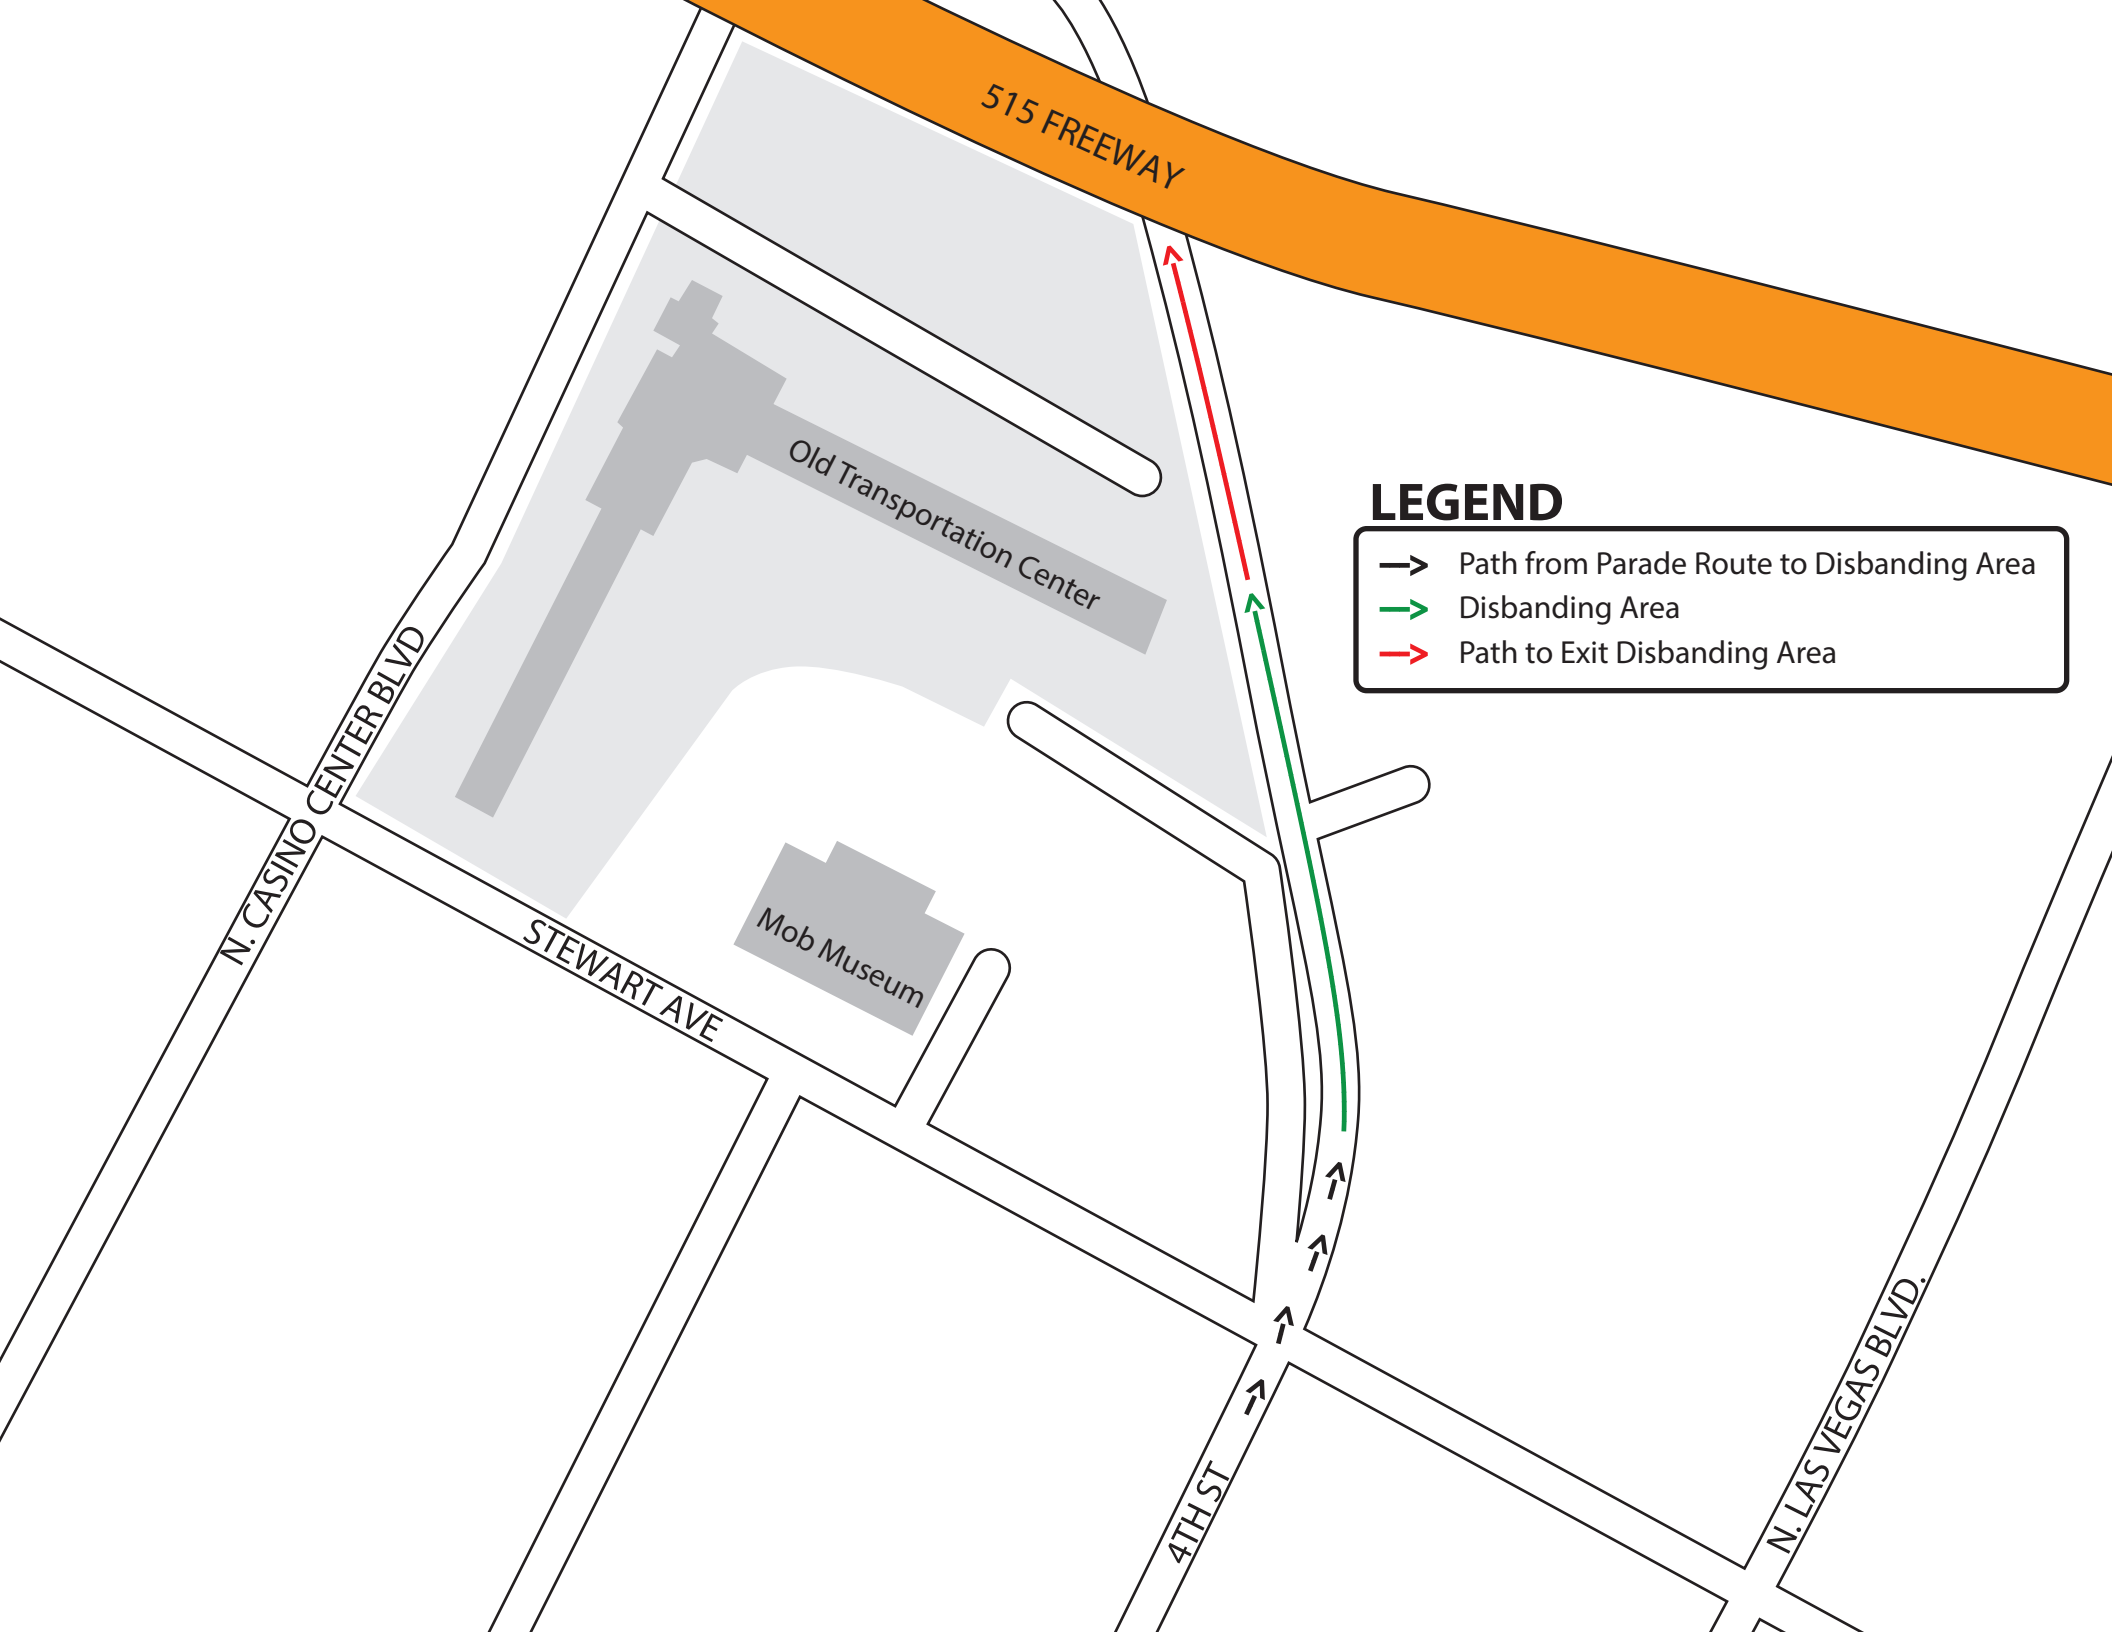 515 FREEWAY
Old Transportation Center
LEGEND
Path from Parade Route to Disbanding Area
Disbanding Area
Path to Exit Disbanding Area
N. CASINO CENTER BLVD
Mob Museum
STEWART AVE
4TH ST
N. LAS VEGAS BLVD.